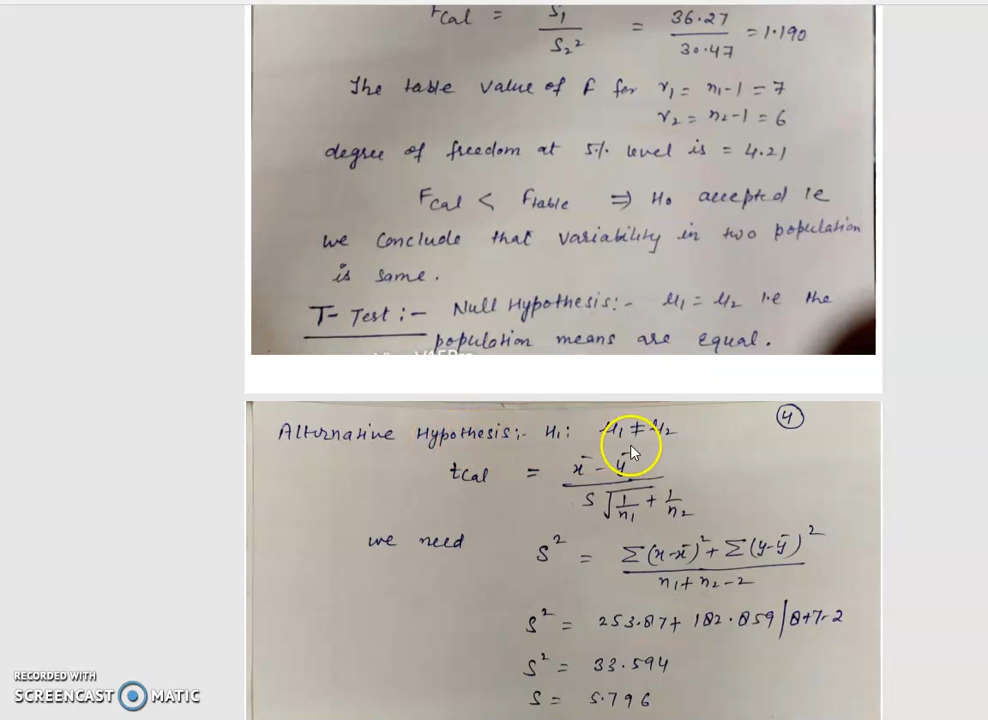 FCal = S1 / S2² = 36.27 / 30.47 = 1.190
The table value of F for γ1 = n1-1 = 7
γ2 = n2-1 = 6
degree of freedom at 5% level is = 4.21
FCal < Ftable ⇒ H0 accepted ie
we conclude that variability in two population
is same.
T-Test:- Null Hypothesis:- μ1 = μ2 i.e the
population means are equal.
4
Alternative Hypothesis:- H1: μ1 ≠ μ2
tcal = x̄ - ȳ / S √1/n1 + 1/n2
we need S² = Σ(x-x̄)² + Σ(y-ȳ)² / n1+n2-2
S² = 253.87+ 182.859 / 8+7-2
S² = 33.594
S = 5.796
RECORDED WITH
SCREENCAST MATIC